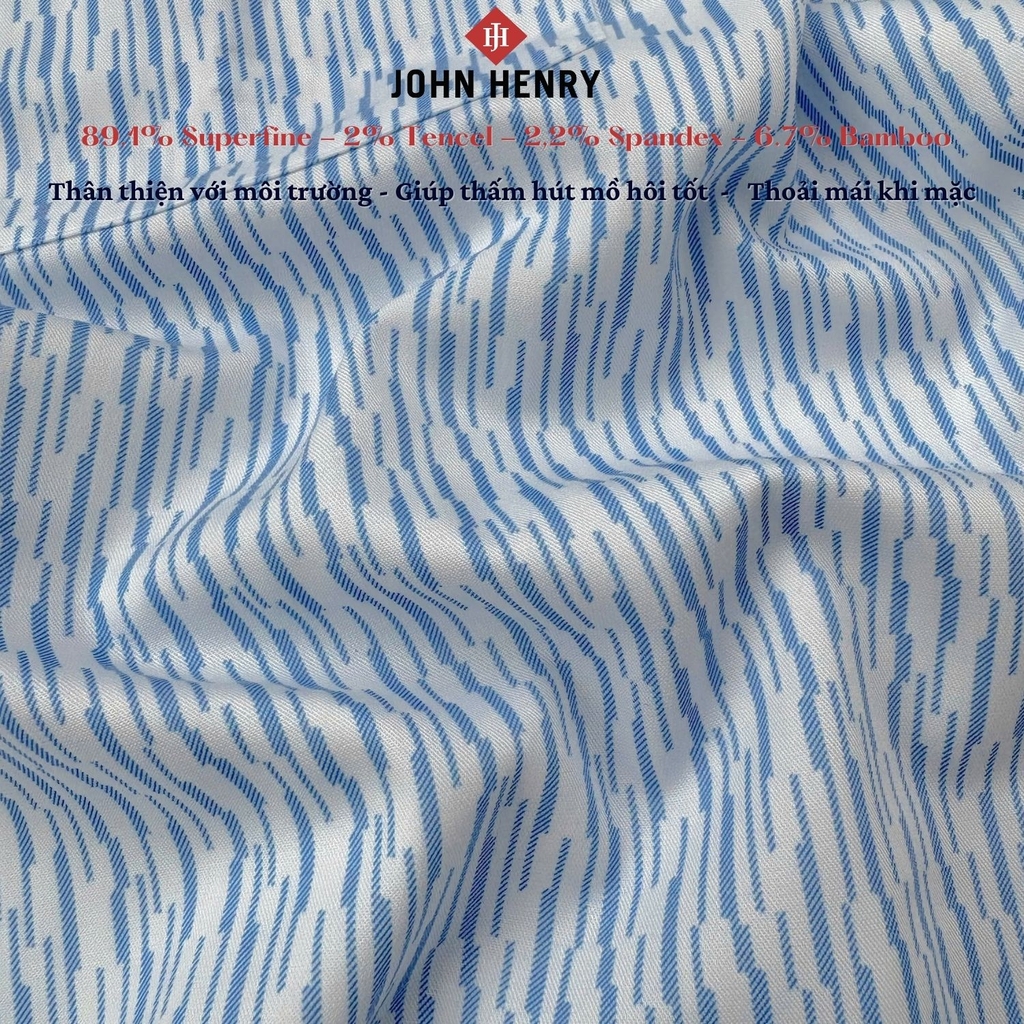 JH
JOHN HENRY
89.1% Superfine – 2% Tencel – 2,2% Spandex – 6.7% Bamboo
Thân thiện với môi trường - Giúp thấm hút mồ hôi tốt - Thoải mái khi mặc